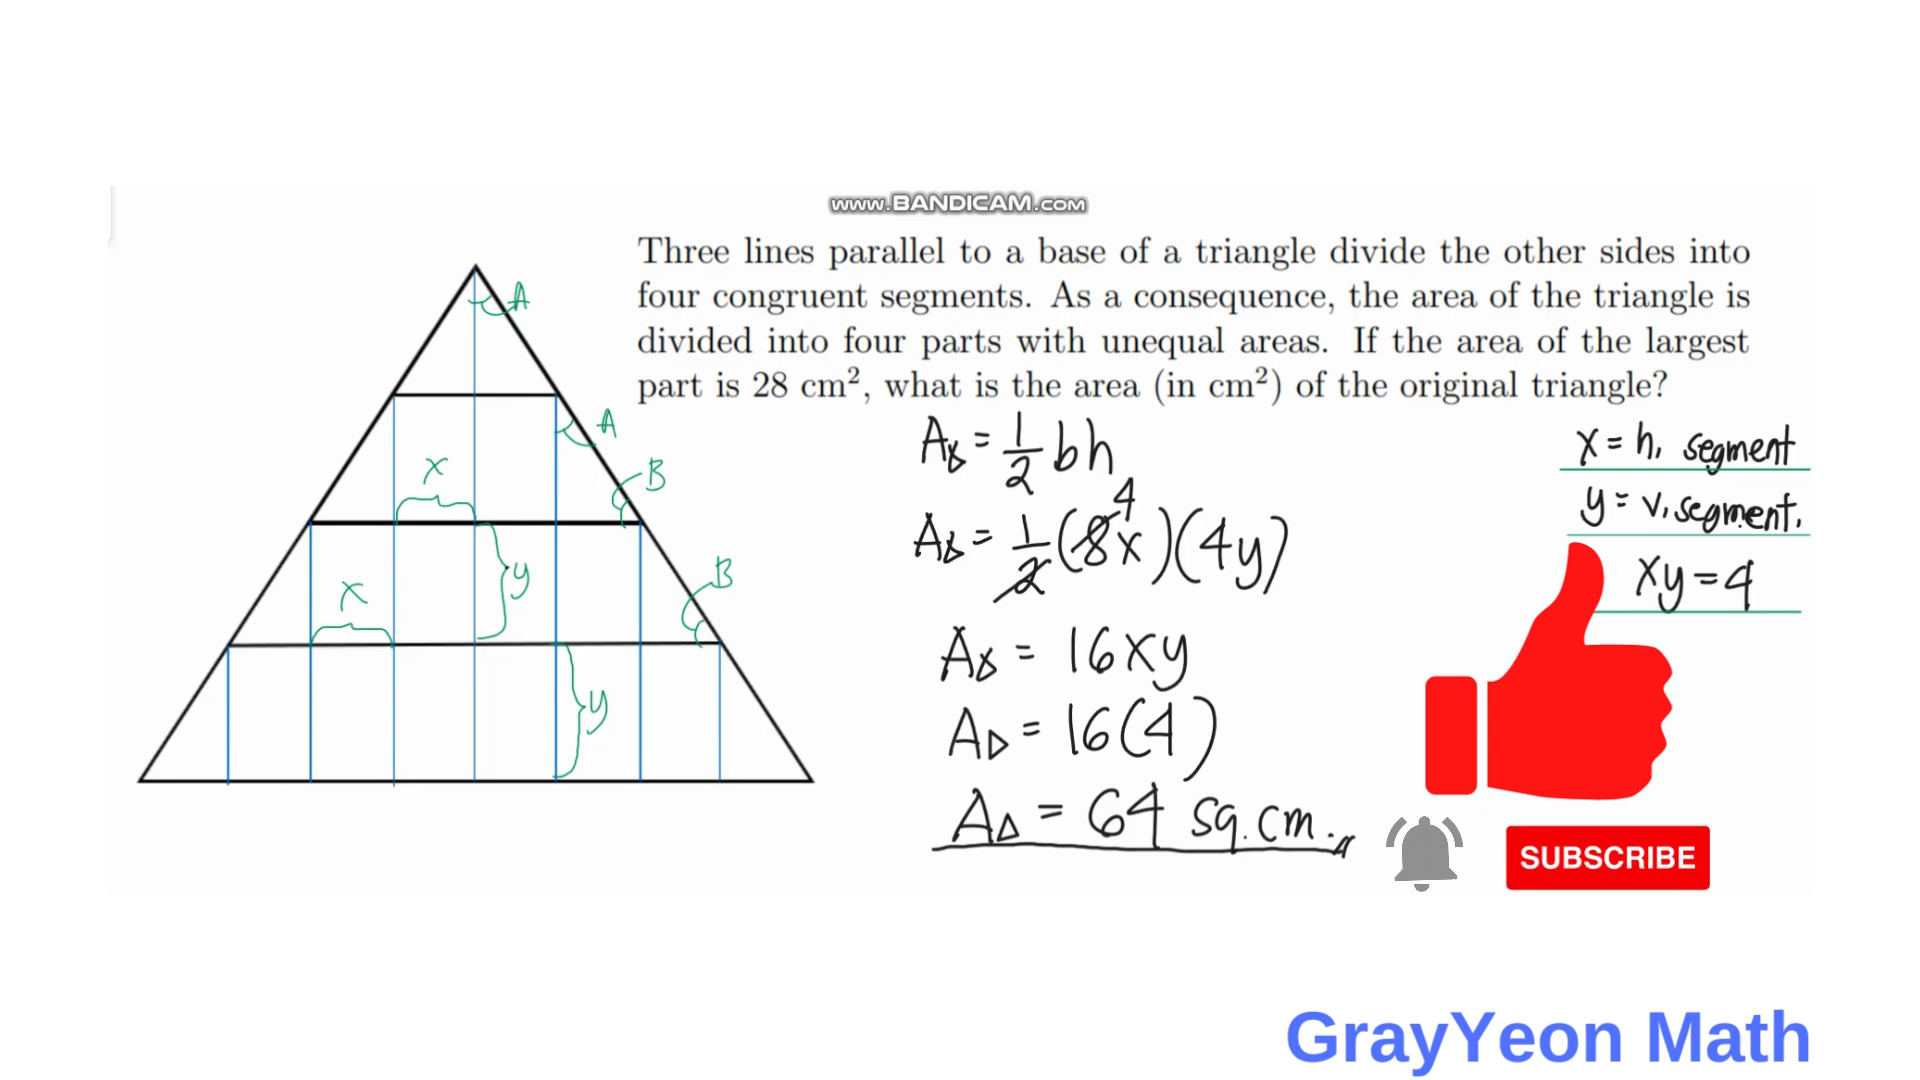 www.BANDICAM.com
Three lines parallel to a base of a triangle divide the other sides into
four congruent segments. As a consequence, the area of the triangle is
divided into four parts with unequal areas. If the area of the largest
part is 28 cm², what is the area (in cm²) of the original triangle?
A
A
B
x
y
B
x
y
A△ = 1/2 bh
A△ = 1/2 (8x)(4y)
4
A△ = 16xy
A△ = 16(4)
A△ = 64 sq.cm.
x = h. segment
y = v. segment.
xy = 4
SUBSCRIBE
GrayYeon Math